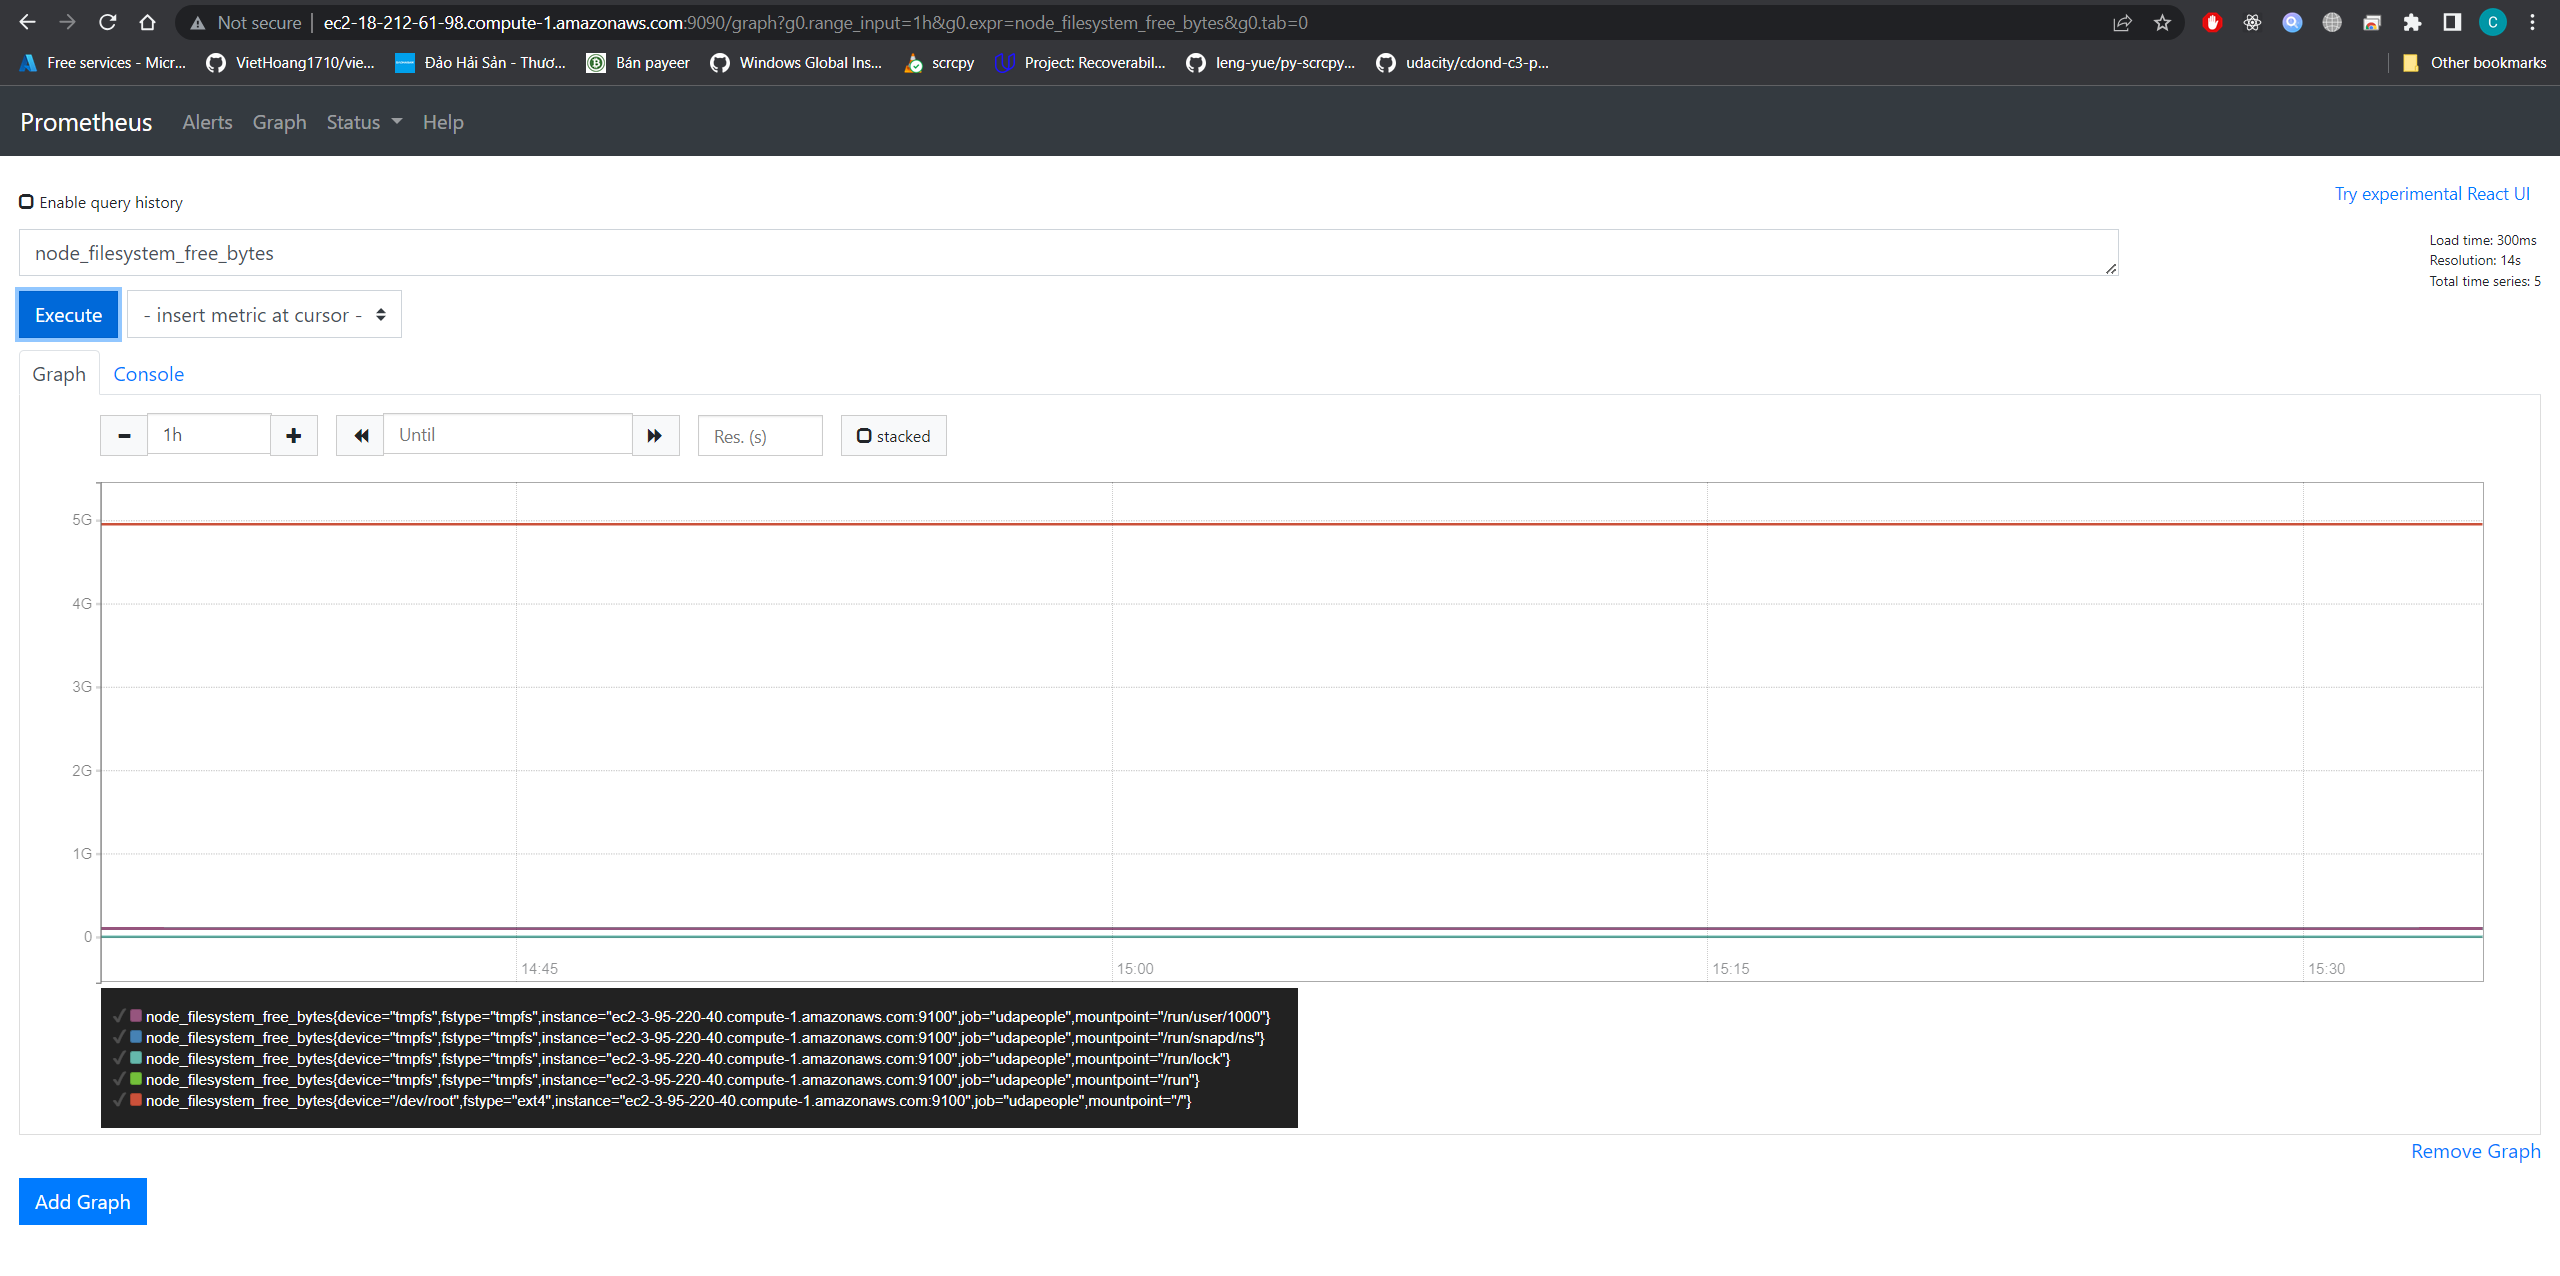 Not secure | ec2-18-212-61-98.compute-1.amazonaws.com:9090/graph?g0.range_input=1h&g0.expr=node_filesystem_free_bytes&g0.tab=0
C
Free services - Micr... VietHoang1710/vie... Đảo Hải Sản - Thươ... Bán payeer Windows Global Ins... scrcpy Project: Recoverabil... leng-yue/py-scrcpy... udacity/cdond-c3-p... Other bookmarks
Prometheus Alerts Graph Status Help
Enable query history
Try experimental React UI
node_filesystem_free_bytes
Load time: 300ms
Resolution: 14s
Total time series: 5
Execute - insert metric at cursor -
Graph Console
1h Until Res. (s) stacked
5G
4G
3G
2G
1G
0
14:45 15:00 15:15 15:30
node_filesystem_free_bytes{device="tmpfs",fstype="tmpfs",instance="ec2-3-95-220-40.compute-1.amazonaws.com:9100",job="udapeople",mountpoint="/run/user/1000"}
node_filesystem_free_bytes{device="tmpfs",fstype="tmpfs",instance="ec2-3-95-220-40.compute-1.amazonaws.com:9100",job="udapeople",mountpoint="/run/snapd/ns"}
node_filesystem_free_bytes{device="tmpfs",fstype="tmpfs",instance="ec2-3-95-220-40.compute-1.amazonaws.com:9100",job="udapeople",mountpoint="/run/lock"}
node_filesystem_free_bytes{device="tmpfs",fstype="tmpfs",instance="ec2-3-95-220-40.compute-1.amazonaws.com:9100",job="udapeople",mountpoint="/run"}
node_filesystem_free_bytes{device="/dev/root",fstype="ext4",instance="ec2-3-95-220-40.compute-1.amazonaws.com:9100",job="udapeople",mountpoint="/"}
Remove Graph
Add Graph